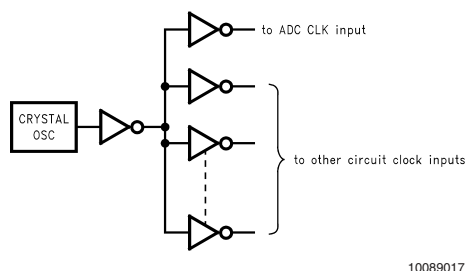 to ADC CLK input
CRYSTAL
OSC
to other circuit clock inputs
10089017